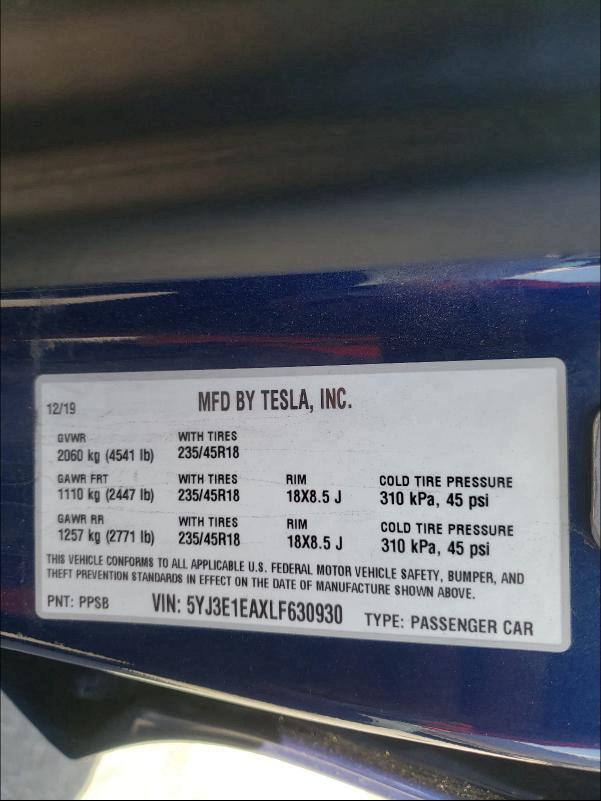 12/19 MFD BY TESLA, INC.
GVWR WITH TIRES
2060 kg (4541 lb) 235/45R18
GAWR FRT WITH TIRES RIM COLD TIRE PRESSURE
1110 kg (2447 lb) 235/45R18 18X8.5 J 310 kPa, 45 psi
GAWR RR WITH TIRES RIM COLD TIRE PRESSURE
1257 kg (2771 lb) 235/45R18 18X8.5 J 310 kPa, 45 psi
THIS VEHICLE CONFORMS TO ALL APPLICABLE U.S. FEDERAL MOTOR VEHICLE SAFETY, BUMPER, AND
THEFT PREVENTION STANDARDS IN EFFECT ON THE DATE OF MANUFACTURE SHOWN ABOVE.
PNT: PPSB VIN: 5YJ3E1EAXLF630930 TYPE: PASSENGER CAR